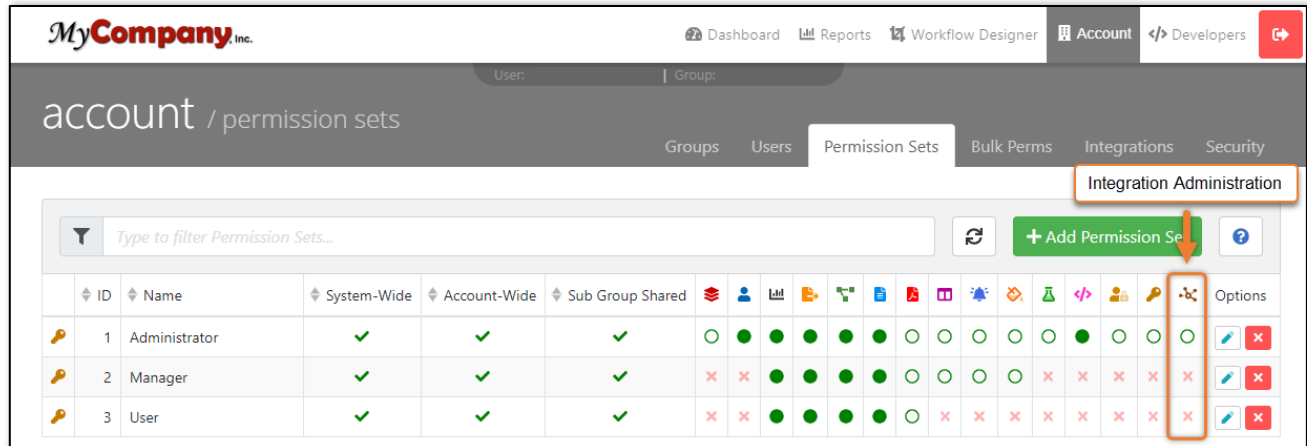 MyCompany, Inc.
Dashboard Reports Workflow Designer Account </> Developers
User: | Group:
account / permission sets
Groups Users Permission Sets Bulk Perms Integrations Security
Integration Administration
Type to filter Permission Sets...
+ Add Permission Se
ID Name System-Wide Account-Wide Sub Group Shared </> Options
1 Administrator
2 Manager
3 User